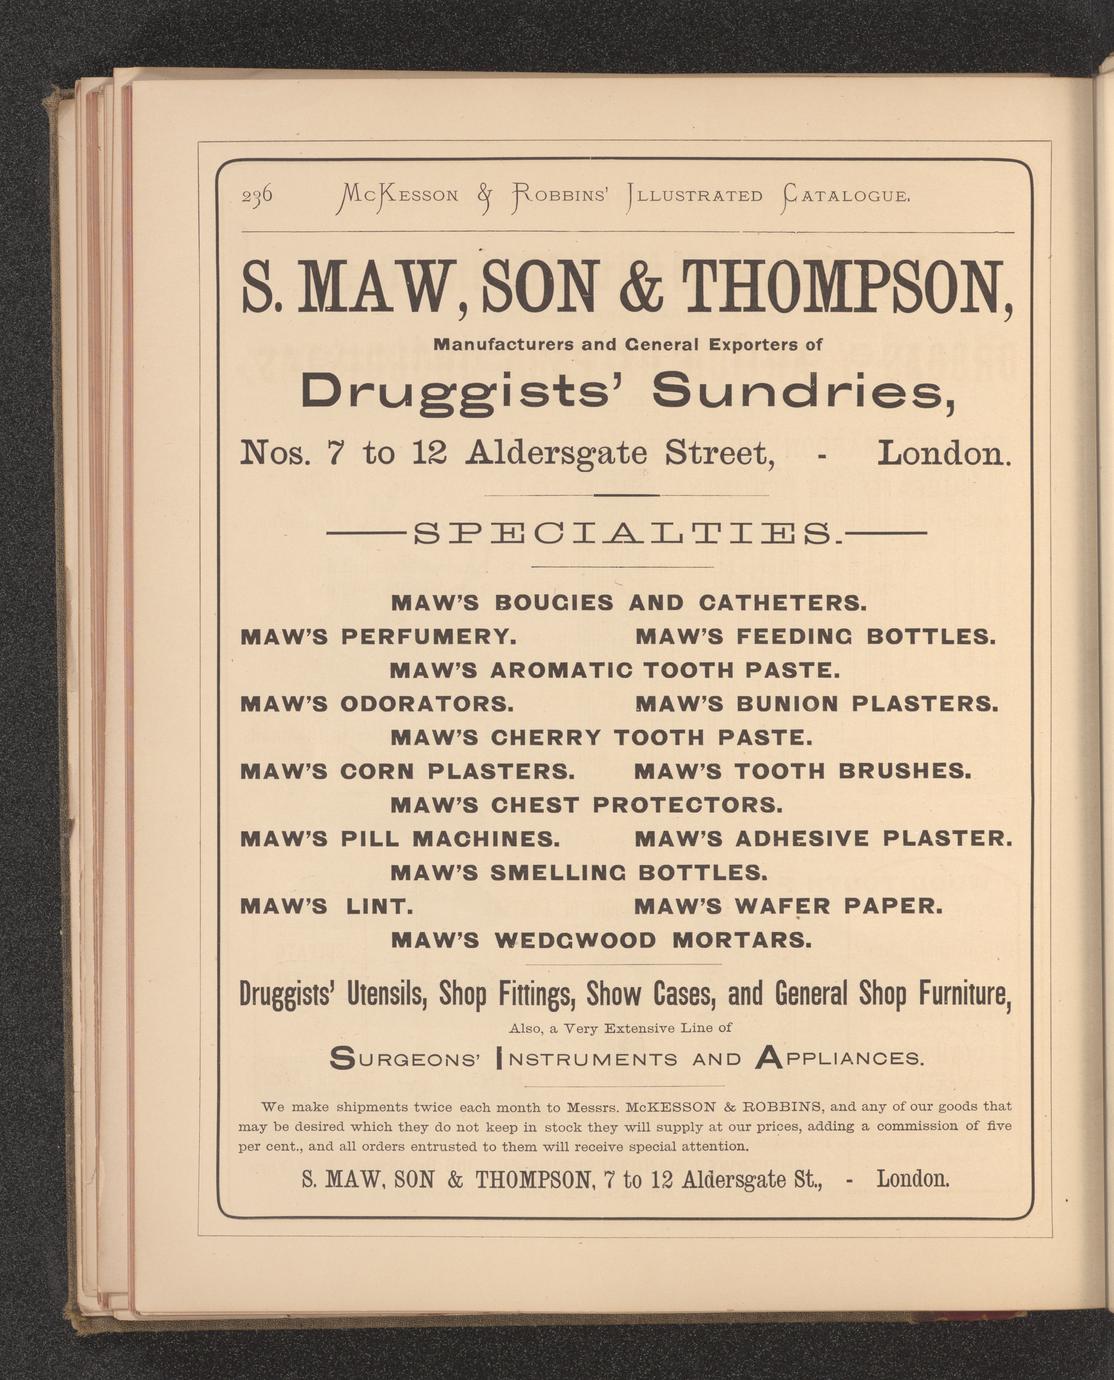 236 McKesson & Robbins' Illustrated Catalogue.
S. MAW, SON & THOMPSON,
Manufacturers and General Exporters of
Druggists' Sundries,
Nos. 7 to 12 Aldersgate Street, - London.
SPECIALTIES.
MAW'S BOUGIES AND CATHETERS.
MAW'S PERFUMERY. MAW'S FEEDING BOTTLES.
MAW'S AROMATIC TOOTH PASTE.
MAW'S ODORATORS. MAW'S BUNION PLASTERS.
MAW'S CHERRY TOOTH PASTE.
MAW'S CORN PLASTERS. MAW'S TOOTH BRUSHES.
MAW'S CHEST PROTECTORS.
MAW'S PILL MACHINES. MAW'S ADHESIVE PLASTER.
MAW'S SMELLING BOTTLES.
MAW'S LINT. MAW'S WAFER PAPER.
MAW'S WEDGWOOD MORTARS.
Druggists' Utensils, Shop Fittings, Show Cases, and General Shop Furniture,
Also, a Very Extensive Line of
Surgeons' Instruments and Appliances.
We make shipments twice each month to Messrs. McKESSON & ROBBINS, and any of our goods that
may be desired which they do not keep in stock they will supply at our prices, adding a commission of five
per cent., and all orders entrusted to them will receive special attention.
S. MAW, SON & THOMPSON, 7 to 12 Aldersgate St., - London.